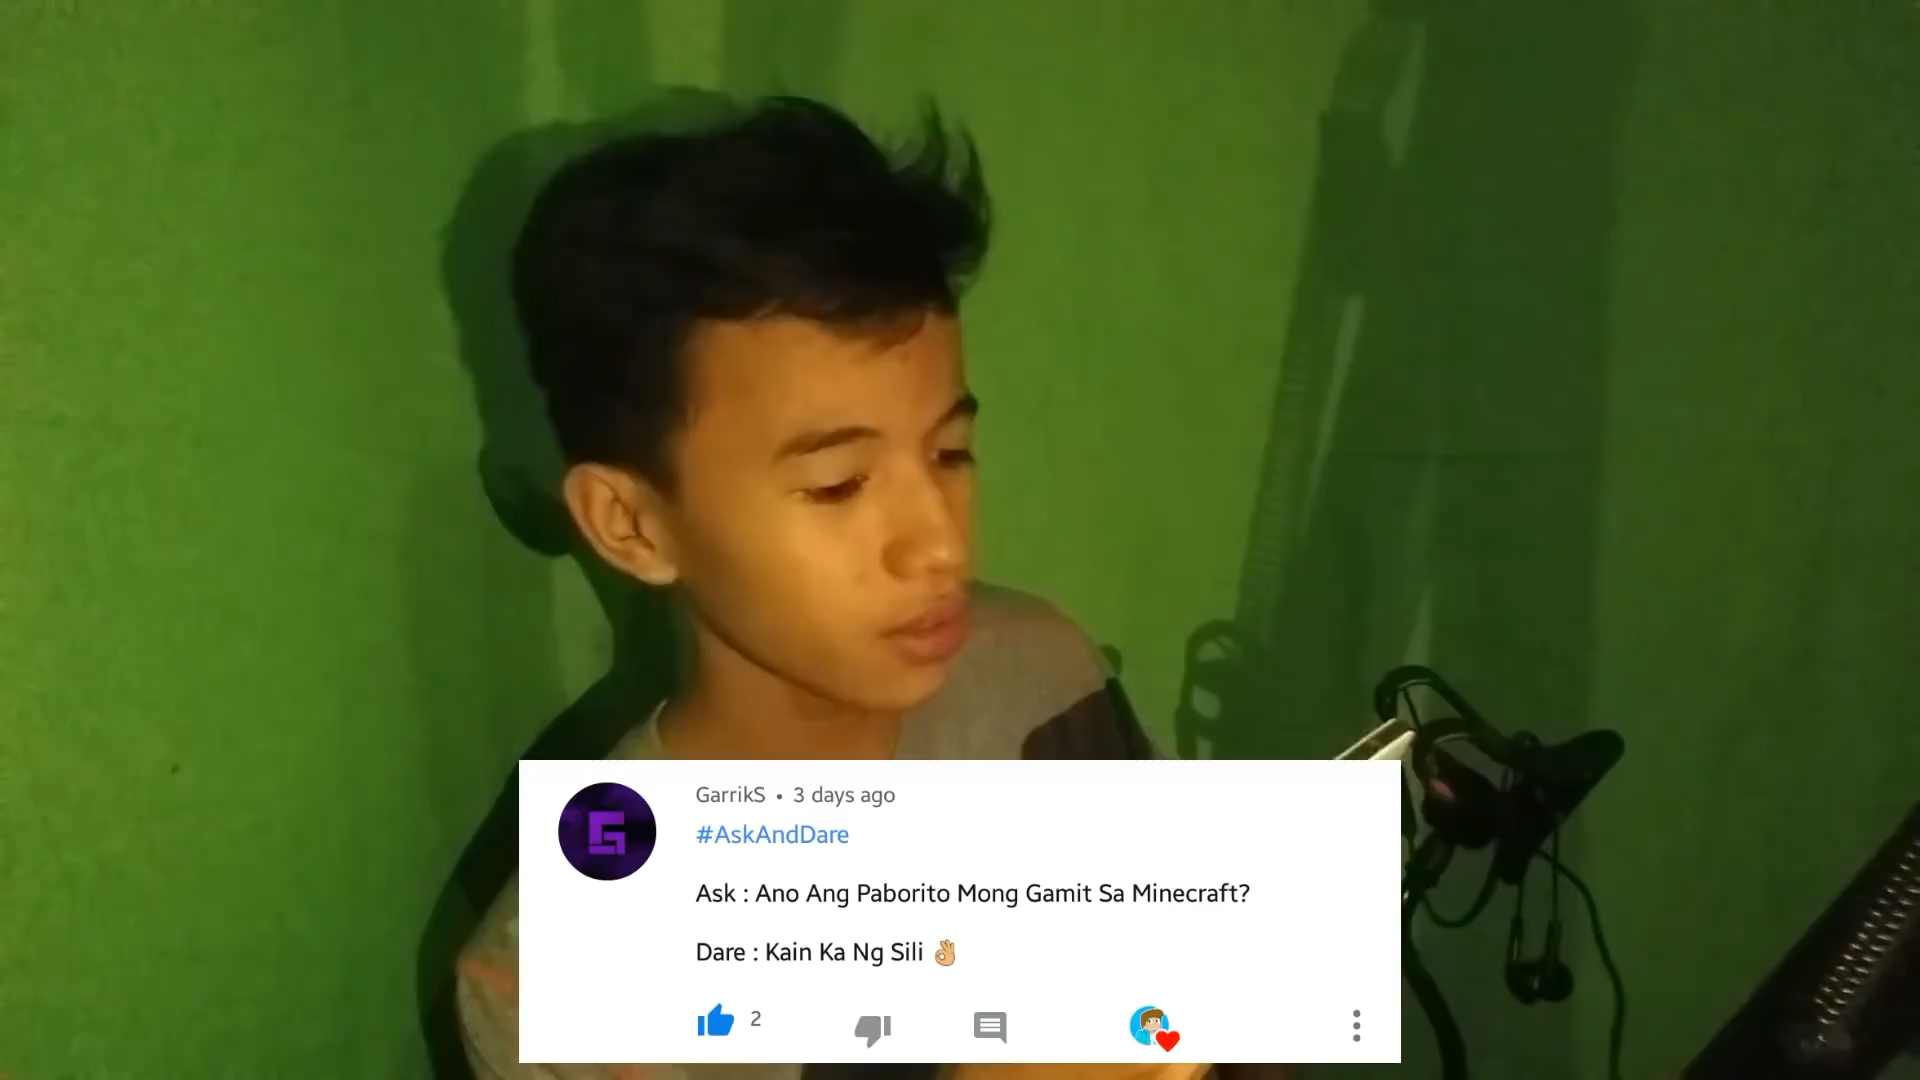 GarrikS • 3 days ago
#AskAndDare
Ask : Ano Ang Paborito Mong Gamit Sa Minecraft?
Dare : Kain Ka Ng Sili 👌🏼
2